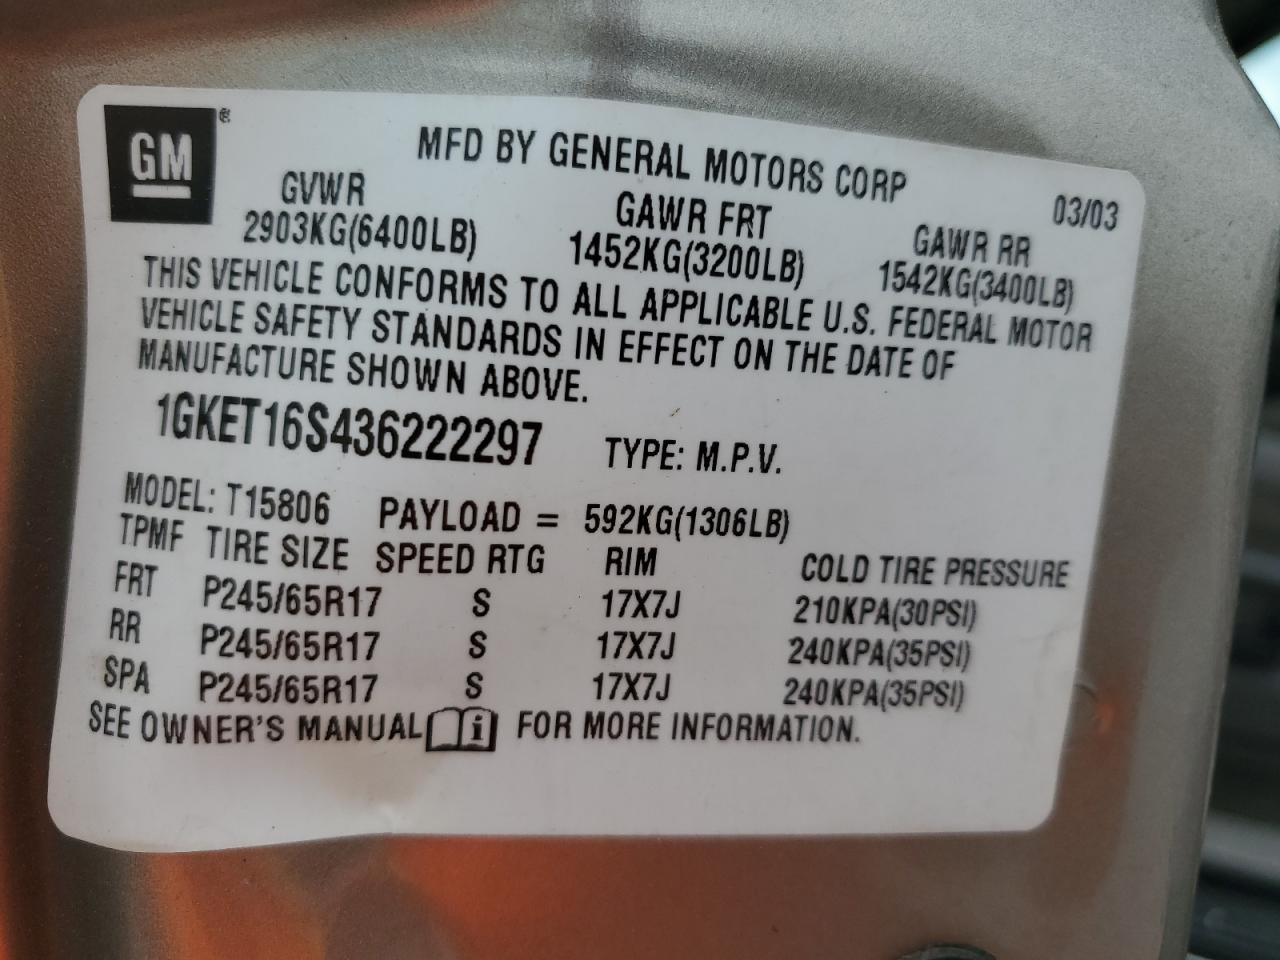 GM®
MFD BY GENERAL MOTORS CORP
03/03
GVWR GAWR FRT GAWR RR
2903KG(6400LB) 1452KG(3200LB) 1542KG(3400LB)
THIS VEHICLE CONFORMS TO ALL APPLICABLE U.S. FEDERAL MOTOR
VEHICLE SAFETY STANDARDS IN EFFECT ON THE DATE OF
MANUFACTURE SHOWN ABOVE.
1GKET16S436222297 TYPE: M.P.V.
MODEL: T15806 PAYLOAD = 592KG(1306LB)
TPMF TIRE SIZE SPEED RTG RIM COLD TIRE PRESSURE
FRT P245/65R17 S 17X7J 210KPA(30PSI)
RR P245/65R17 S 17X7J 240KPA(35PSI)
SPA P245/65R17 S 17X7J 240KPA(35PSI)
SEE OWNER'S MANUAL i FOR MORE INFORMATION.